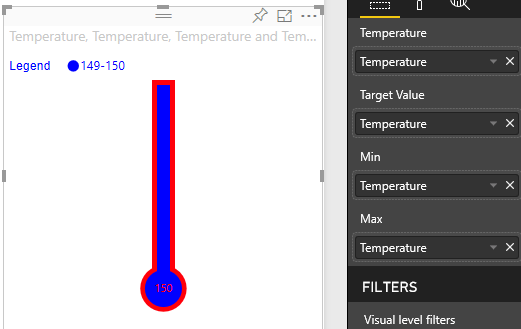 Temperature, Temperature, Temperature and Tem...
Legend 149-150
150
Temperature
Temperature
Target Value
Temperature
Min
Temperature
Max
Temperature
FILTERS
Visual level filters